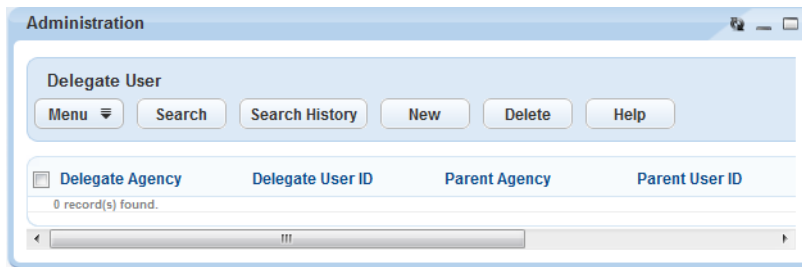 Administration
Delegate User
Menu Search Search History New Delete Help
Delegate Agency Delegate User ID Parent Agency Parent User ID
0 record(s) found.